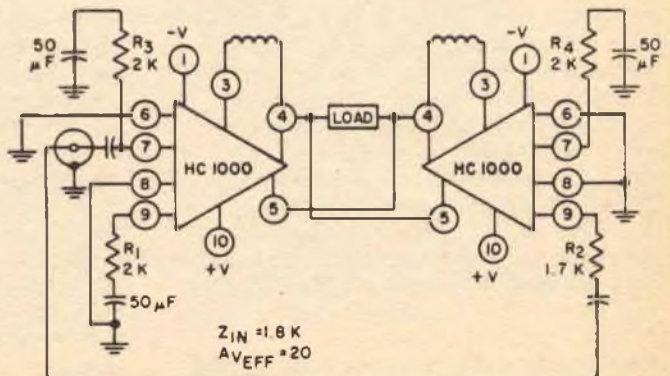 50
μF
R3
2 K
-V
1
3
4
6
7
8
9
HC 1000
5
10
+V
R1
2K
50 μF
LOAD
-V
1
3
4
R4
2 K
50
μF
6
7
8
9
HC 1000
5
10
+V
R2
1.7 K
ZIN = 1.8 K
AVEFF = 20